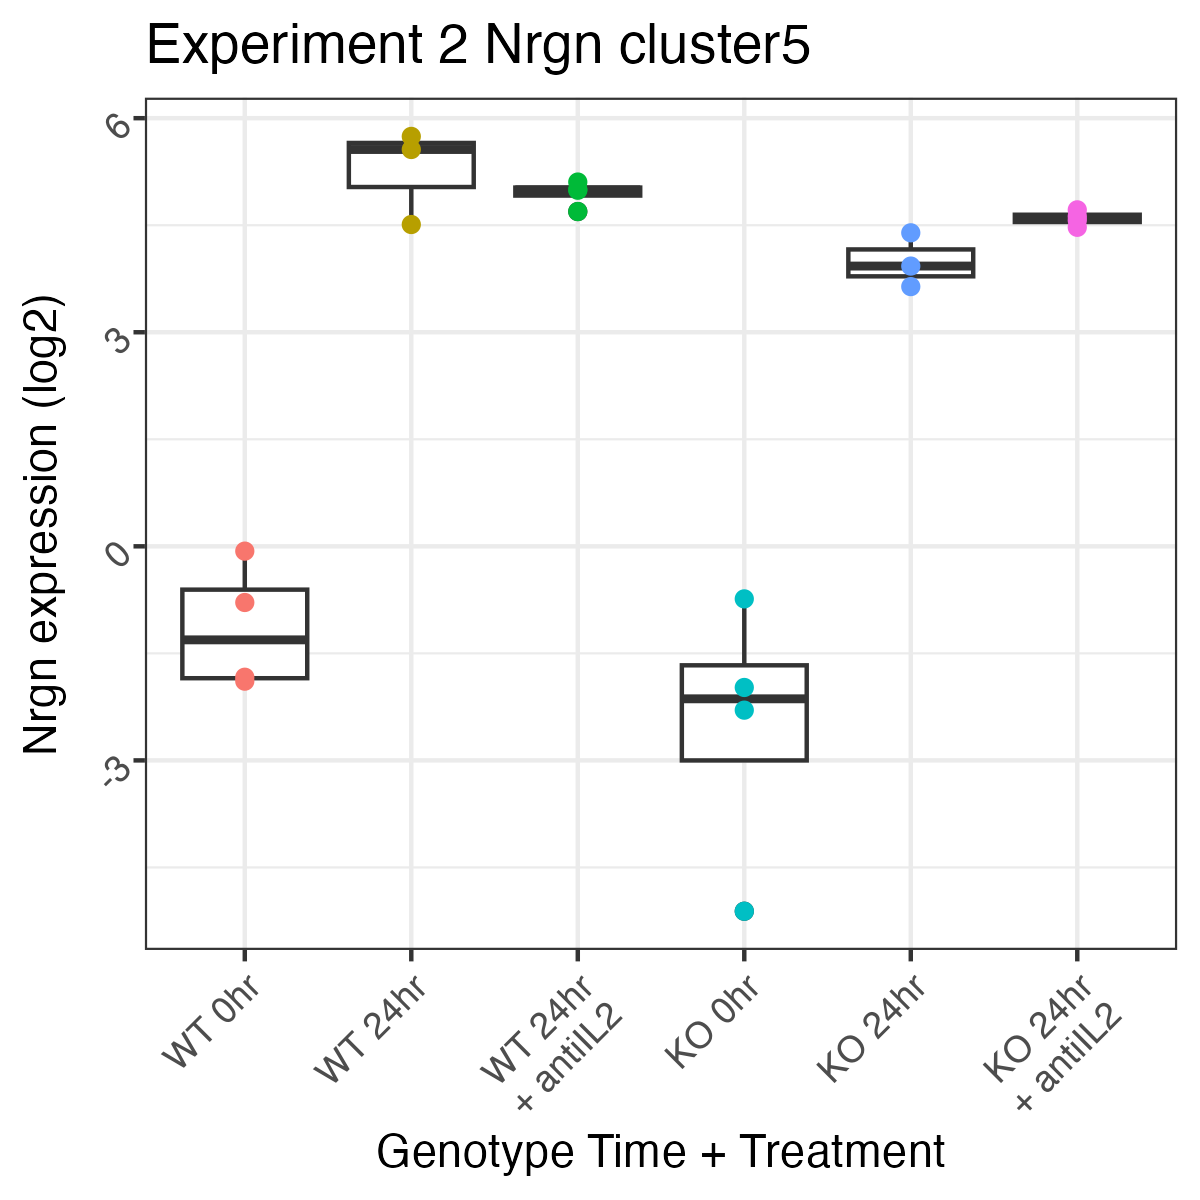 Experiment 2 Nrgn cluster5
Nrgn expression (log2)
6
3
0
-3
WT 0hr
WT 24hr
WT 24hr
+ antiIL2
KO 0hr
KO 24hr
KO 24hr
+ antiIL2
Genotype Time + Treatment